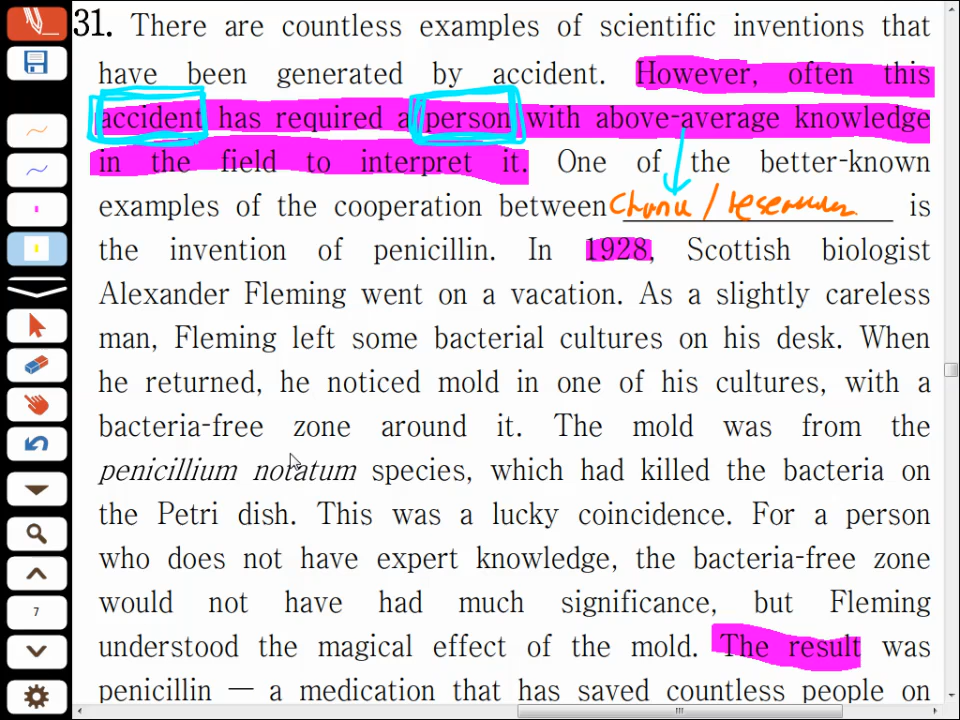 31. There are countless examples of scientific inventions that
have been generated by accident. However, often this
accident has required a person with above-average knowledge
in the field to interpret it. One of the better-known
examples of the cooperation between researcher is
the invention of penicillin. In 1928, Scottish biologist
Alexander Fleming went on a vacation. As a slightly careless
man, Fleming left some bacterial cultures on his desk. When
he returned, he noticed mold in one of his cultures, with a
bacteria-free zone around it. The mold was from the
penicillium notatum species, which had killed the bacteria on
the Petri dish. This was a lucky coincidence. For a person
who does not have expert knowledge, the bacteria-free zone
would not have had much significance, but Fleming
understood the magical effect of the mold. The result was
penicillin — a medication that has saved countless people on
7